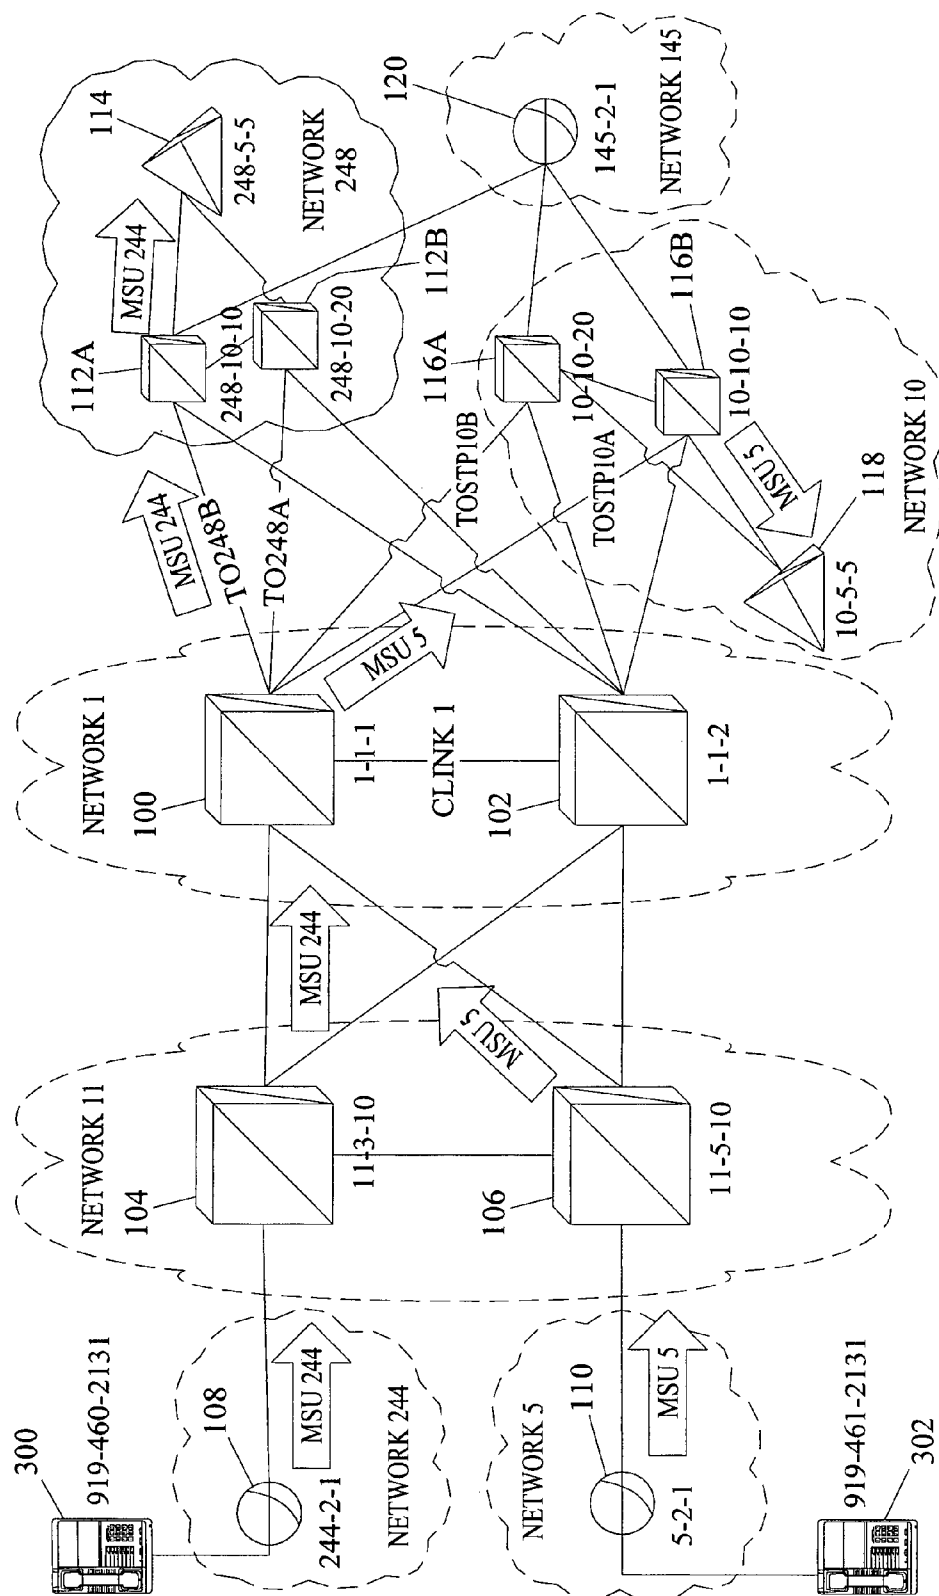 300
919-460-2131
108
244-2-1
MSU 244
NETWORK 244
NETWORK 5
110
5-2-1
MSU 5
919-461-2131
302
NETWORK 11
104
11-3-10
106
11-5-10
MSU 244
MSU 5
NETWORK 1
100
1-1-1
CLINK 1
102
1-1-2
MSU 244
TO248B
TO248A
MSU 5
TOSTP10B
TOSTP10A
112A
248-10-10
MSU 244
114
248-5-5
NETWORK
248
248-10-20
112B
116A
10-10-20
116B
10-10-10
MSU 5
118
10-5-5
NETWORK 10
120
145-2-1
NETWORK 145